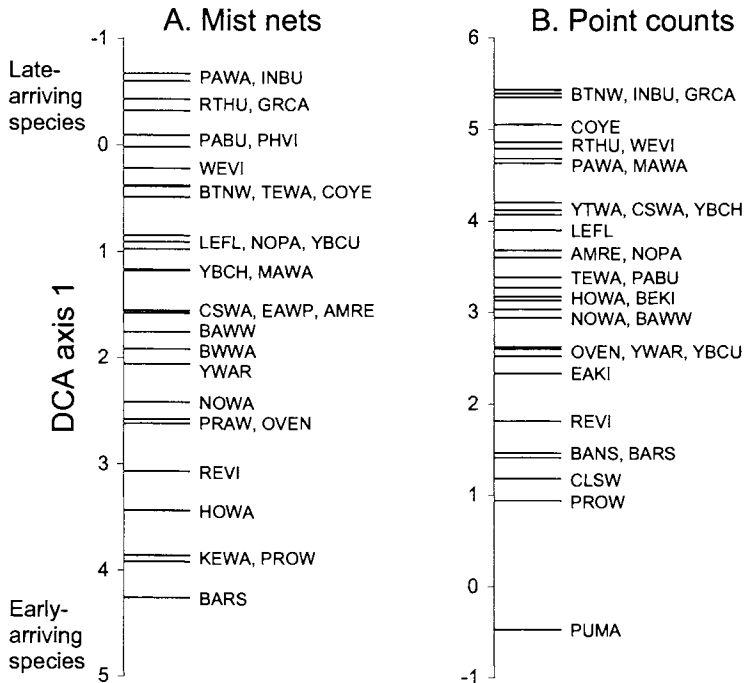 A. Mist nets
-1
Late-
arriving
species
PAWA, INBU
RTHU, GRCA
PABU, PHVI
0
WEVI
BTNW, TEWA, COYE
LEFL, NOPA, YBCU
1
YBCH, MAWA
CSWA, EAWP, AMRE
BAWW
BWWA
2
YWAR
NOWA
PRAW, OVEN
3
REVI
HOWA
KEWA, PROW
4
BARS
Early-
arriving
species
5
DCA axis 1
B. Point counts
6
BTNW, INBU, GRCA
5
COYE
RTHU, WEVI
PAWA, MAWA
YTWA, CSWA, YBCH
4
LEFL
AMRE, NOPA
TEWA, PABU
HOWA, BEKI
3
NOWA, BAWW
OVEN, YWAR, YBCU
EAKI
2
REVI
BANS, BARS
CLSW
1
PROW
0
PUMA
-1